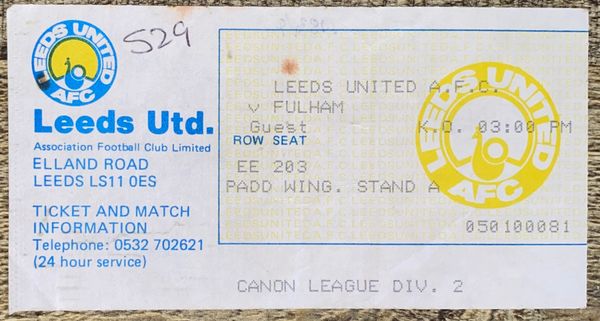 LEEDS UNITED
AFC
529
Leeds Utd.
Association Football Club Limited
ELLAND ROAD
LEEDS LS11 0ES
TICKET AND MATCH
INFORMATION
Telephone: 0532 702621
(24 hour service)
LEEDS UNITED A.F.C.
v FULHAM
Guest K.O. 03:00 PM
ROW SEAT
EE 203
PADD WING. STAND A
LEEDS UNITED
AFC
050100081
CANON LEAGUE DIV. 2